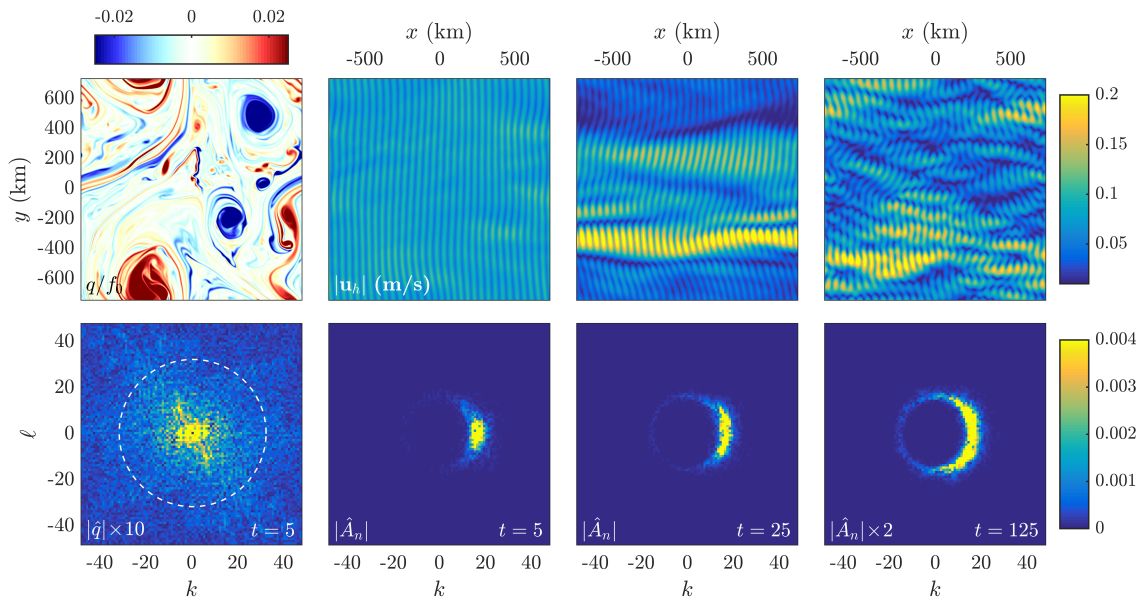 -0.02 0 0.02
x (km) x (km) x (km)
-500 0 500 -500 0 500 -500 0 500
600
400
200
0
-200
-400
-600
y (km)
q/f₀
|uₕ| (m/s)
0.2
0.15
0.1
0.05
40
20
0
-20
-40
ℓ
|q̂|×10 t = 5
|Âₙ| t = 5
|Âₙ| t = 25
|Âₙ|×2 t = 125
0.004
0.003
0.002
0.001
0
-40 -20 0 20 40 -40 -20 0 20 40 -40 -20 0 20 40 -40 -20 0 20 40
k k k k